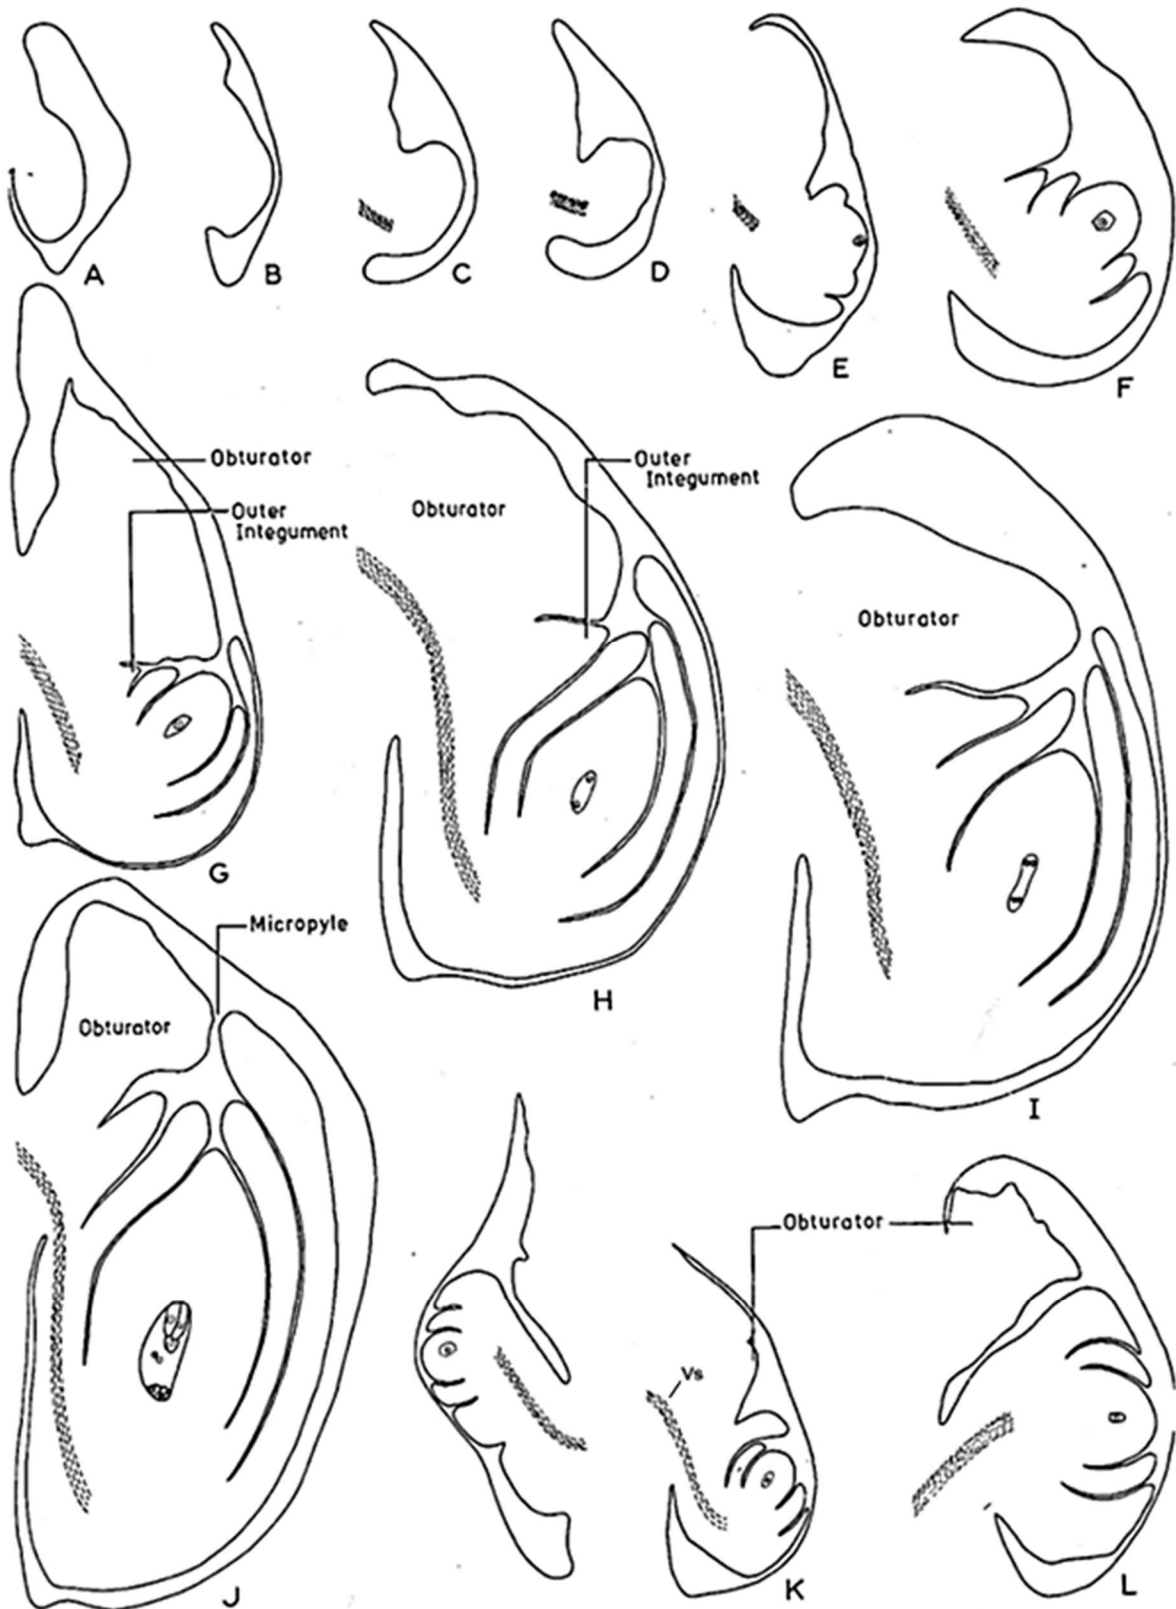 A
B
C
D
E
F
Obturator
Outer
Integument
G
Obturator
Outer
Integument
H
Obturator
I
Micropyle
Obturator
J
Obturator
Vs
K
L